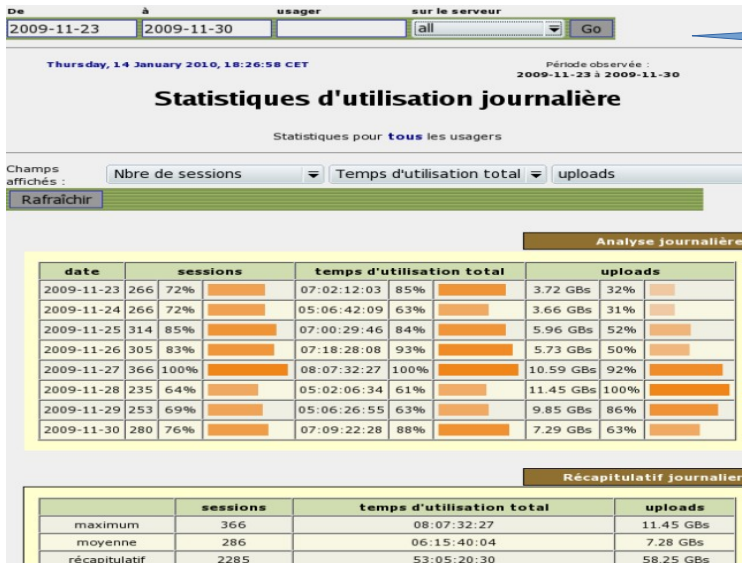 De à usager sur le serveur
2009-11-23 2009-11-30 all Go
Thursday, 14 January 2010, 18:26:58 CET
Période observée :
2009-11-23 à 2009-11-30
Statistiques d'utilisation journalière
Statistiques pour tous les usagers
Champs affichés : Nbre de sessions Temps d'utilisation total uploads
Rafraîchir
Analyse journalière
date sessions temps d'utilisation total uploads
2009-11-23 266 72% 07:02:12:03 85% 3.72 GBs 32%
2009-11-24 266 72% 05:06:42:09 63% 3.66 GBs 31%
2009-11-25 314 85% 07:00:29:46 84% 5.96 GBs 52%
2009-11-26 305 83% 07:18:28:08 93% 5.73 GBs 50%
2009-11-27 366 100% 08:07:32:27 100% 10.59 GBs 92%
2009-11-28 235 64% 05:02:06:34 61% 11.45 GBs 100%
2009-11-29 253 69% 05:06:26:55 63% 9.85 GBs 86%
2009-11-30 280 76% 07:09:22:28 88% 7.29 GBs 63%
Récapitulatif journalier
sessions temps d'utilisation total uploads
maximum 366 08:07:32:27 11.45 GBs
moyenne 286 06:15:40:04 7.28 GBs
récapitulatif 2285 53:05:20:30 58.25 GBs